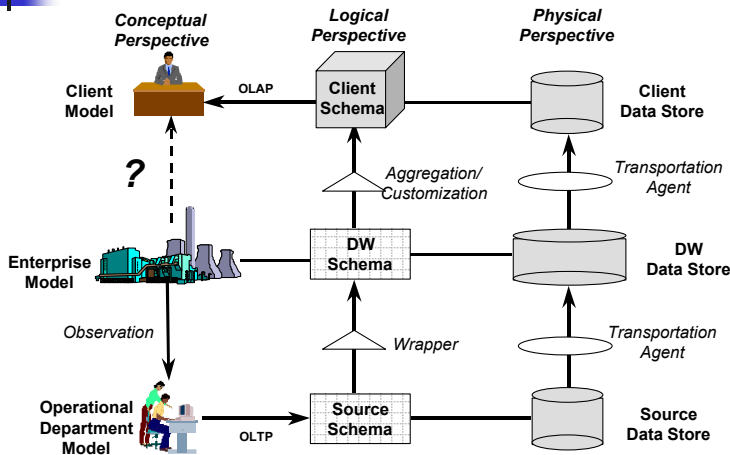 Conceptual
Perspective
Logical
Perspective
Physical
Perspective
Client
Model
OLAP
Client
Schema
Client
Data Store
?
Aggregation/
Customization
Transportation
Agent
Enterprise
Model
DW
Schema
DW
Data Store
Observation
Wrapper
Transportation
Agent
Operational
Department
Model
OLTP
Source
Schema
Source
Data Store